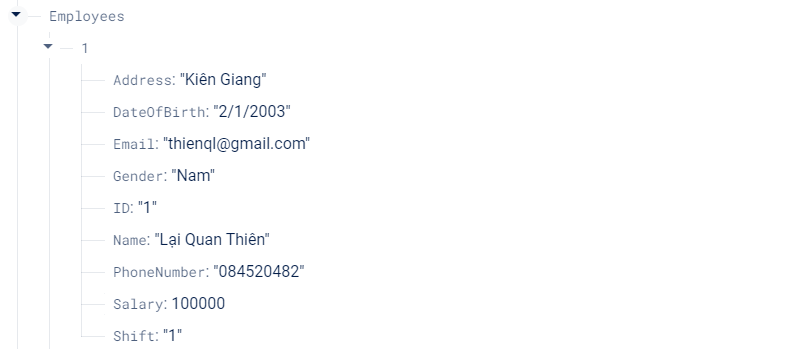 Employees
1
Address: "Kiên Giang"
DateOfBirth: "2/1/2003"
Email: "thienql@gmail.com"
Gender: "Nam"
ID: "1"
Name: "Lại Quan Thiên"
PhoneNumber: "084520482"
Salary: 100000
Shift: "1"